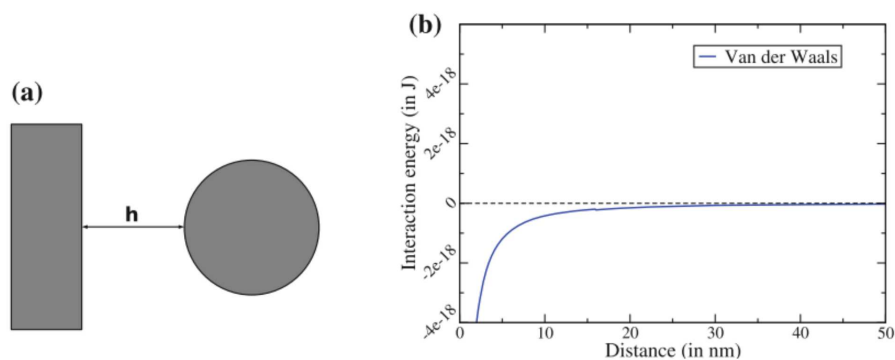 (a)
h
(b)
Van der Waals
Interaction energy (in J)
4e-18
2e-18
0
-2e-18
-4e-18
0 10 20 30 40 50
Distance (in nm)